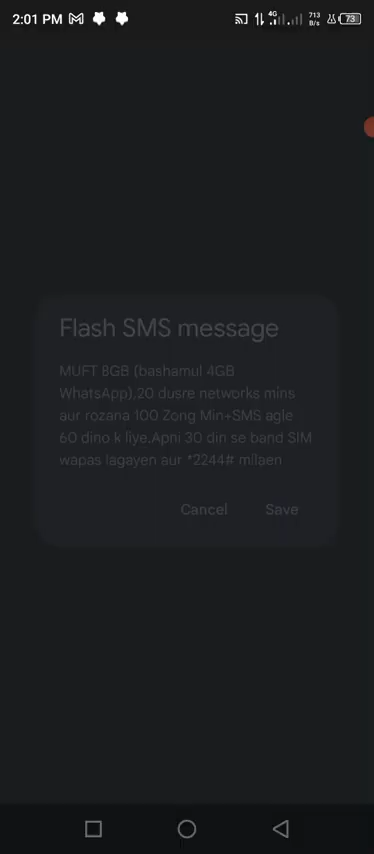 2:01 PM
4G
713
B/s
73
Flash SMS message
MUFT 8GB (bashamul 4GB
WhatsApp),20 dusre networks mins
aur rozana 100 Zong Min+SMS agle
60 dino k liye.Apni 30 din se band SIM
wapas lagayen aur *2244# milaen
Cancel Save